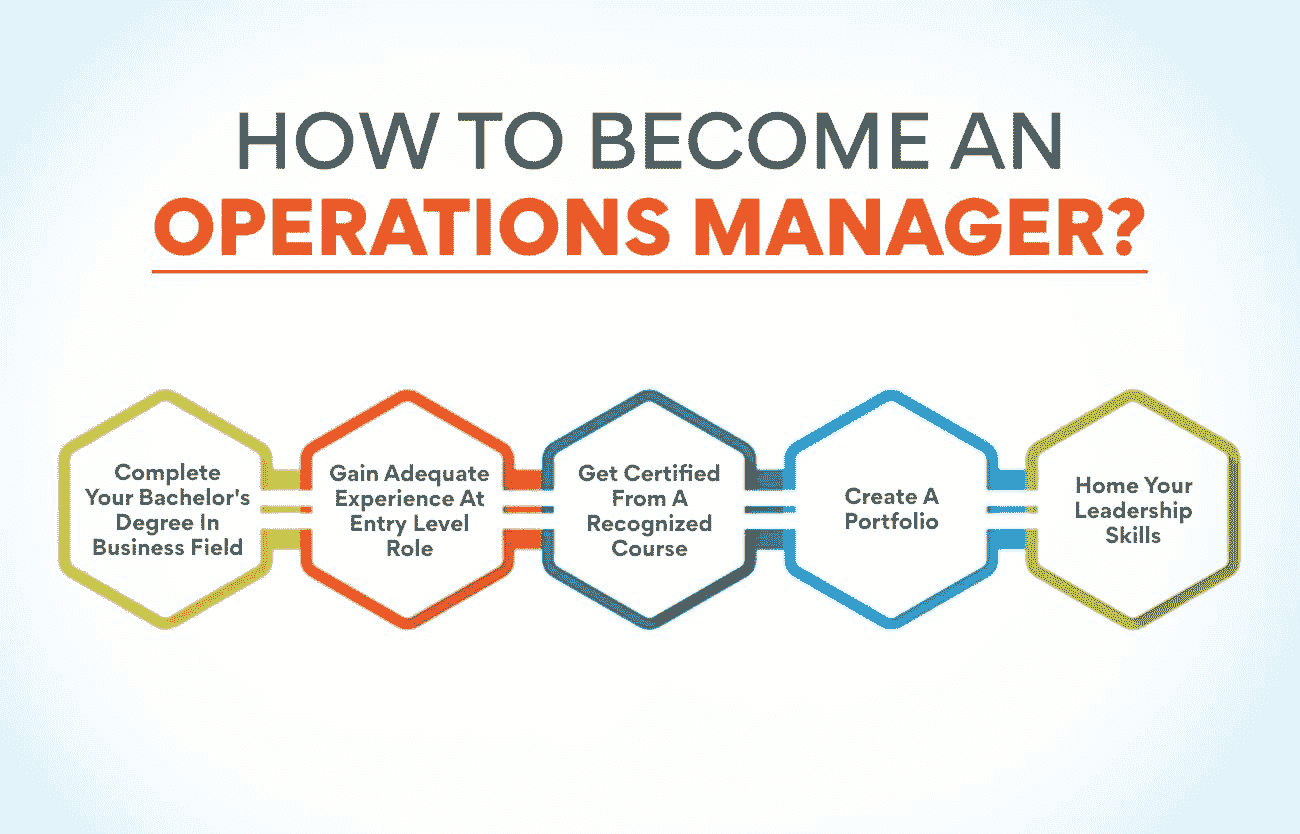 HOW TO BECOME AN
OPERATIONS MANAGER?
Complete
Your Bachelor's
Degree In
Business Field
Gain Adequate
Experience At
Entry Level
Role
Get Certified
From A
Recognized
Course
Create A
Portfolio
Home Your
Leadership
Skills